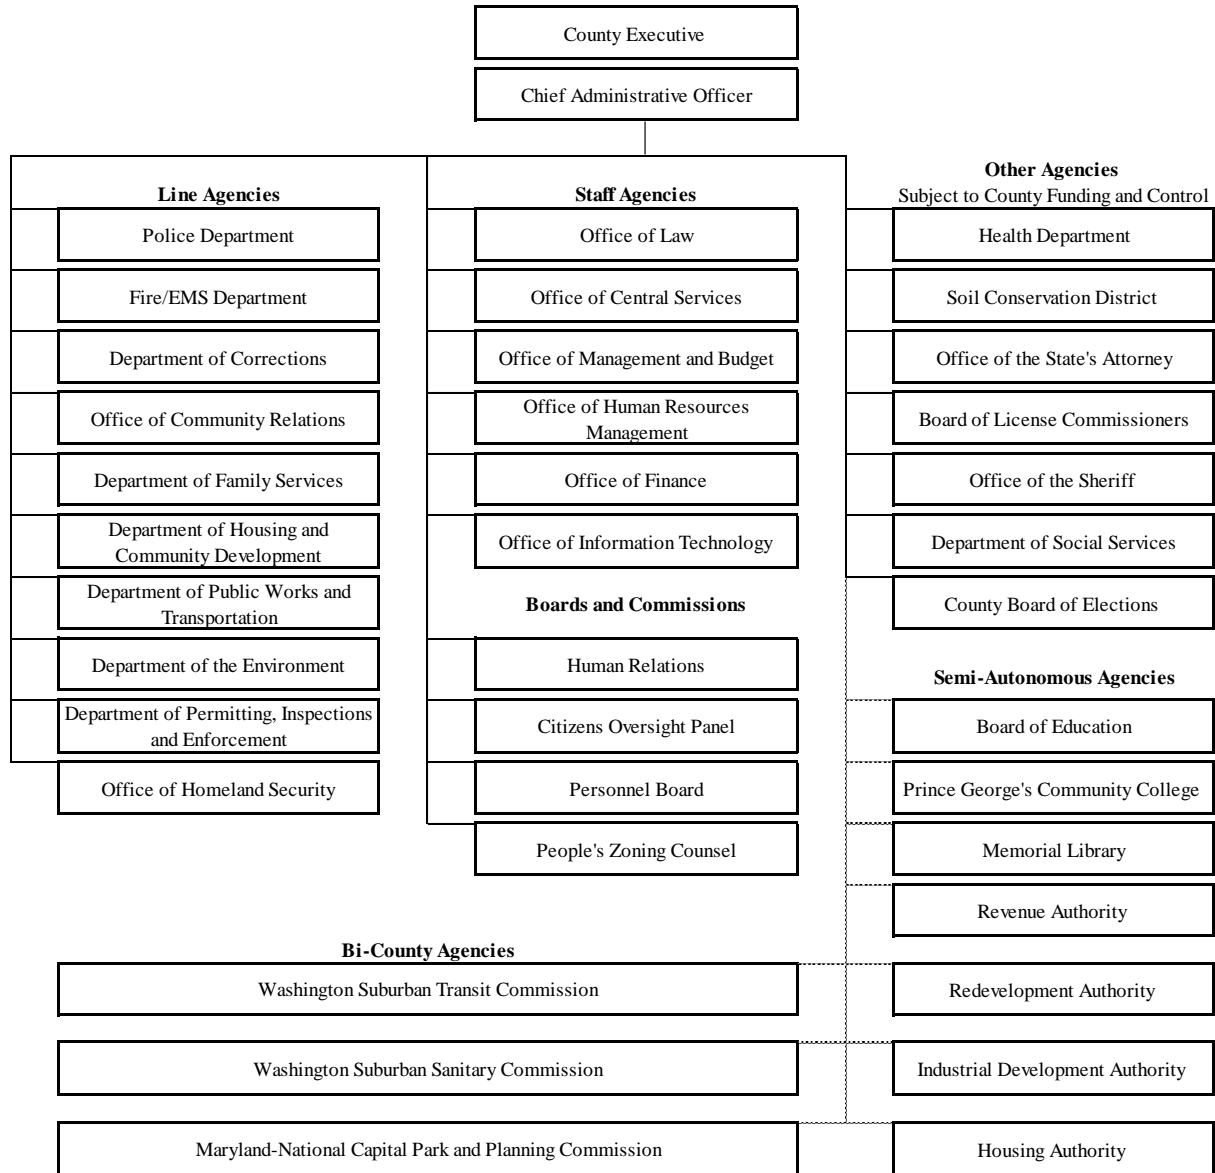 County Executive
Chief Administrative Officer
Line Agencies
Police Department
Fire/EMS Department
Department of Corrections
Office of Community Relations
Department of Family Services
Department of Housing and
Community Development
Department of Public Works and
Transportation
Department of the Environment
Department of Permitting, Inspections
and Enforcement
Office of Homeland Security
Staff Agencies
Office of Law
Office of Central Services
Office of Management and Budget
Office of Human Resources
Management
Office of Finance
Office of Information Technology
Boards and Commissions
Human Relations
Citizens Oversight Panel
Personnel Board
People's Zoning Counsel
Other Agencies
Subject to County Funding and Control
Health Department
Soil Conservation District
Office of the State's Attorney
Board of License Commissioners
Office of the Sheriff
Department of Social Services
County Board of Elections
Semi-Autonomous Agencies
Board of Education
Prince George's Community College
Memorial Library
Revenue Authority
Redevelopment Authority
Industrial Development Authority
Housing Authority
Bi-County Agencies
Washington Suburban Transit Commission
Washington Suburban Sanitary Commission
Maryland-National Capital Park and Planning Commission